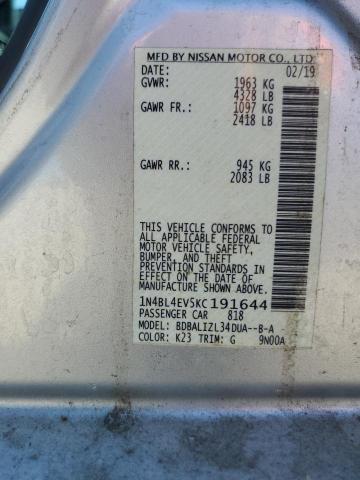 MFD BY NISSAN MOTOR CO., LTD
DATE: 02/19
GVWR: 1963 KG
4328 LB
GAWR FR.: 1097 KG
2418 LB
GAWR RR.: 945 KG
2083 LB
THIS VEHICLE CONFORMS TO
ALL APPLICABLE FEDERAL
MOTOR VEHICLE SAFETY,
BUMPER, AND THEFT
PREVENTION STANDARDS IN
EFFECT ON THE DATE OF
MANUFACTURE SHOWN ABOVE.
1N4BL4EV5KC191644
PASSENGER CAR 818
MODEL: BDBALIZL34DUA--B-A
COLOR: K23 TRIM: G 9N00A